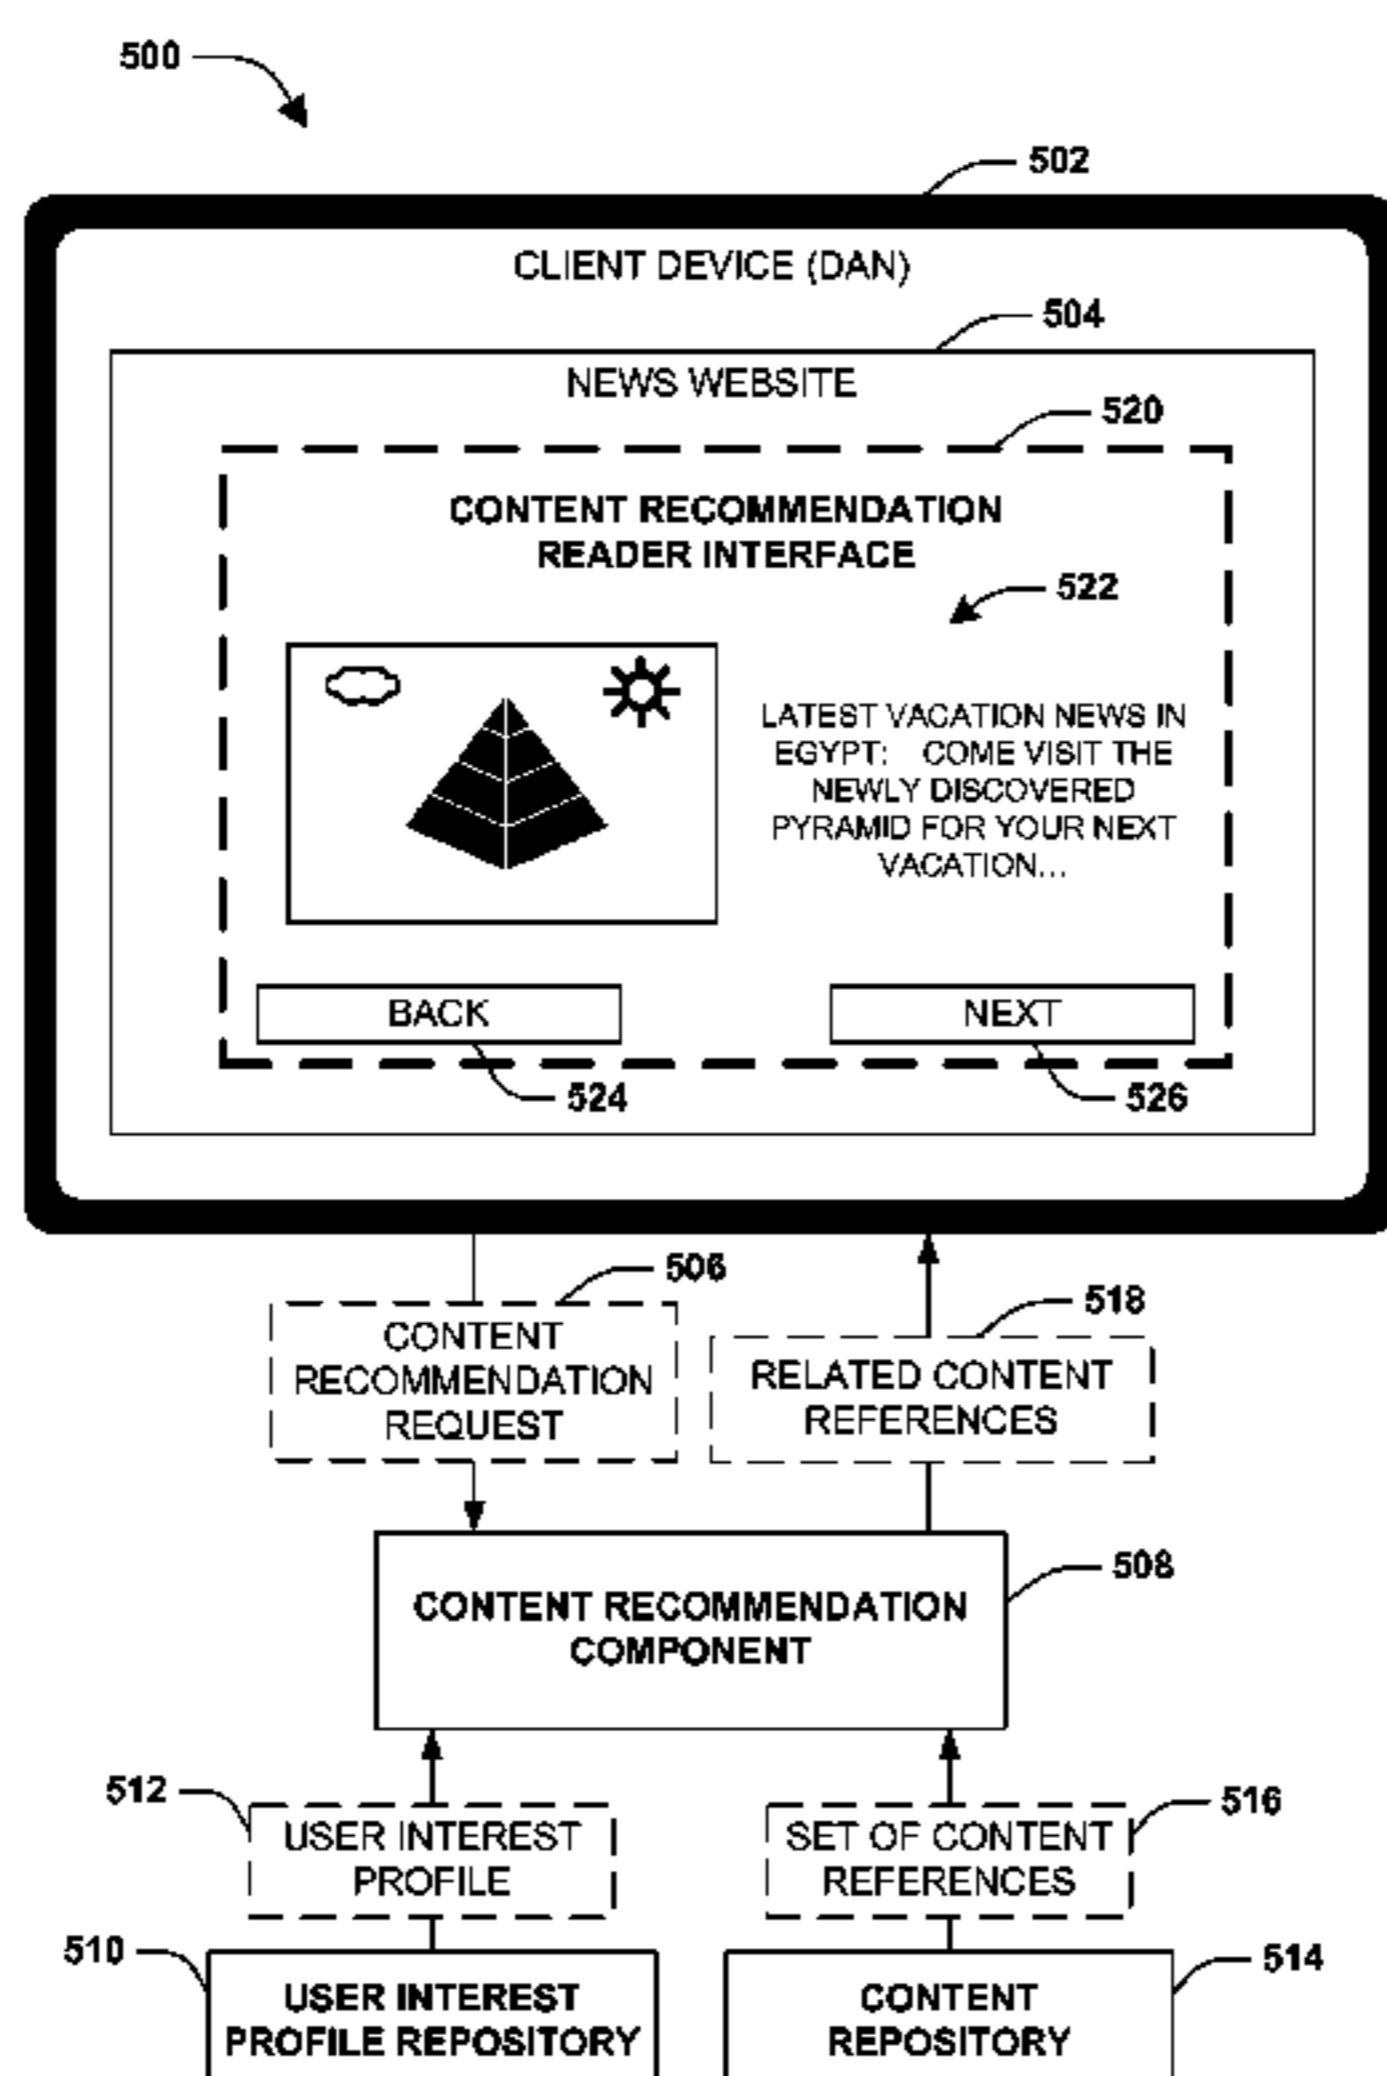 500
502
CLIENT DEVICE (DAN)
504
NEWS WEBSITE
520
CONTENT RECOMMENDATION
READER INTERFACE
522
LATEST VACATION NEWS IN
EGYPT: COME VISIT THE
NEWLY DISCOVERED
PYRAMID FOR YOUR NEXT
VACATION...
BACK
NEXT
524
526
506
CONTENT
RECOMMENDATION
REQUEST
518
RELATED CONTENT
REFERENCES
508
CONTENT RECOMMENDATION
COMPONENT
512
USER INTEREST
PROFILE
516
SET OF CONTENT
REFERENCES
510
USER INTEREST
PROFILE REPOSITORY
514
CONTENT
REPOSITORY